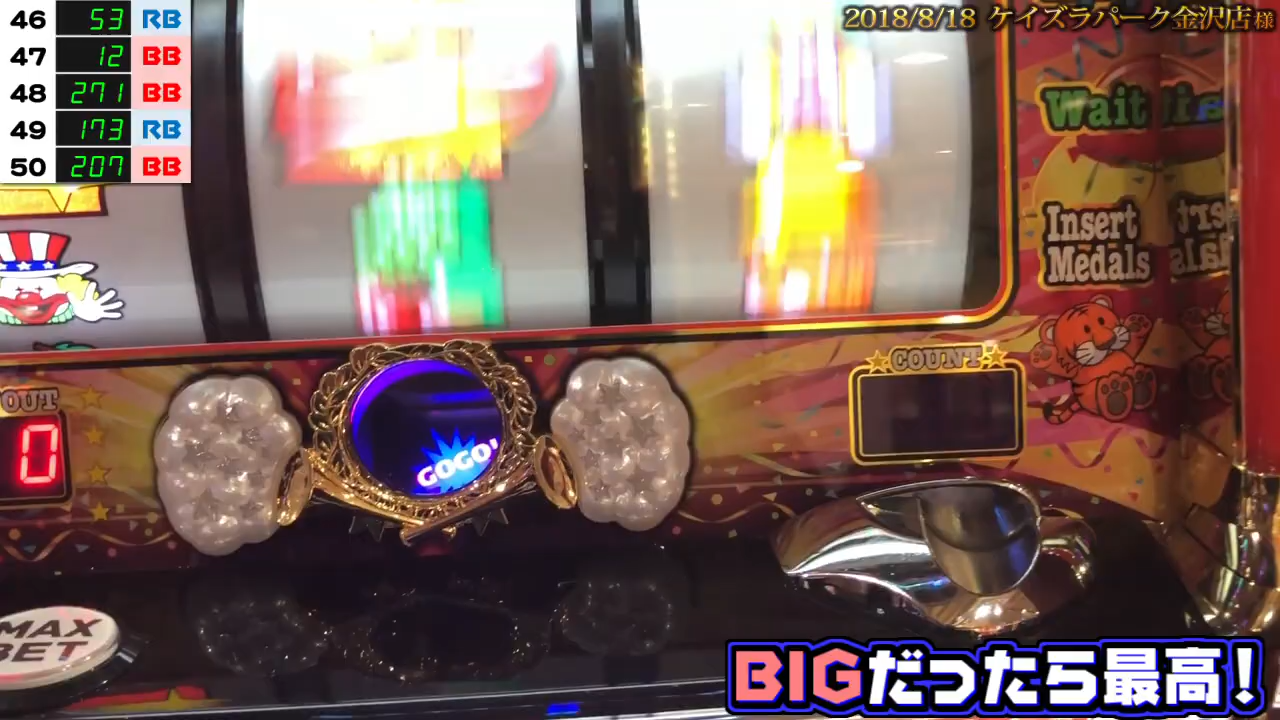 46 53 RB
47 12 BB
48 271 BB
49 173 RB
50 207 BB
2018/8/18 ケイズラパーク金沢店様
Wait
Insert
Medals
COUNT
OUT
0
GOGO!
MAX
BET
BIGだったら最高!